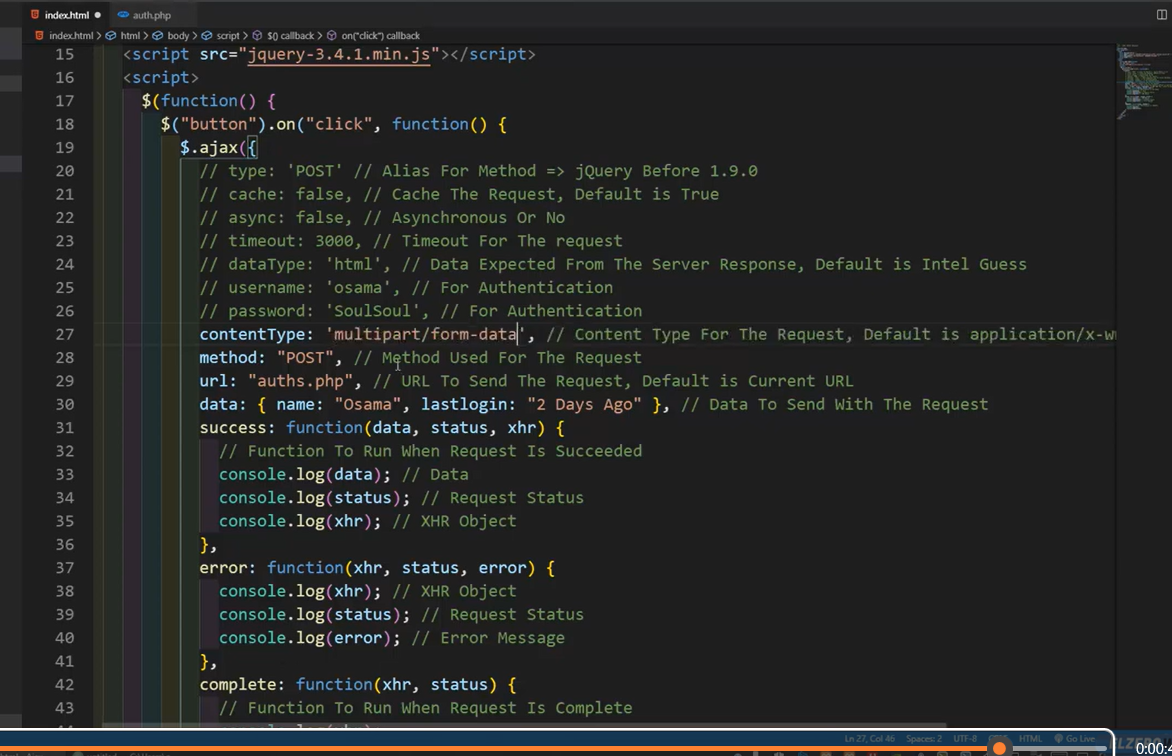 index.html auth.php
index.html > html > body > script > $() callback > on("click") callback
15 <script src="jquery-3.4.1.min.js"></script>
16 <script>
17 $(function() {
18 $("button").on("click", function() {
19 $.ajax({
20 // type: 'POST' // Alias For Method => jQuery Before 1.9.0
21 // cache: false, // Cache The Request, Default is True
22 // async: false, // Asynchronous Or No
23 // timeout: 3000, // Timeout For The request
24 // dataType: 'html', // Data Expected From The Server Response, Default is Intel Guess
25 // username: 'osama', // For Authentication
26 // password: 'SoulSoul', // For Authentication
27 contentType: 'multipart/form-data', // Content Type For The Request, Default is application/x-w
28 method: "POST", // Method Used For The Request
29 url: "auths.php", // URL To Send The Request, Default is Current URL
30 data: { name: "Osama", lastlogin: "2 Days Ago" }, // Data To Send With The Request
31 success: function(data, status, xhr) {
32 // Function To Run When Request Is Succeeded
33 console.log(data); // Data
34 console.log(status); // Request Status
35 console.log(xhr); // XHR Object
36 },
37 error: function(xhr, status, error) {
38 console.log(xhr); // XHR Object
39 console.log(status); // Request Status
40 console.log(error); // Error Message
41 },
42 complete: function(xhr, status) {
43 // Function To Run When Request Is Complete
Ln 27, Col 46 Spaces: 2 UTF-8 HTML Go Live
0:00: